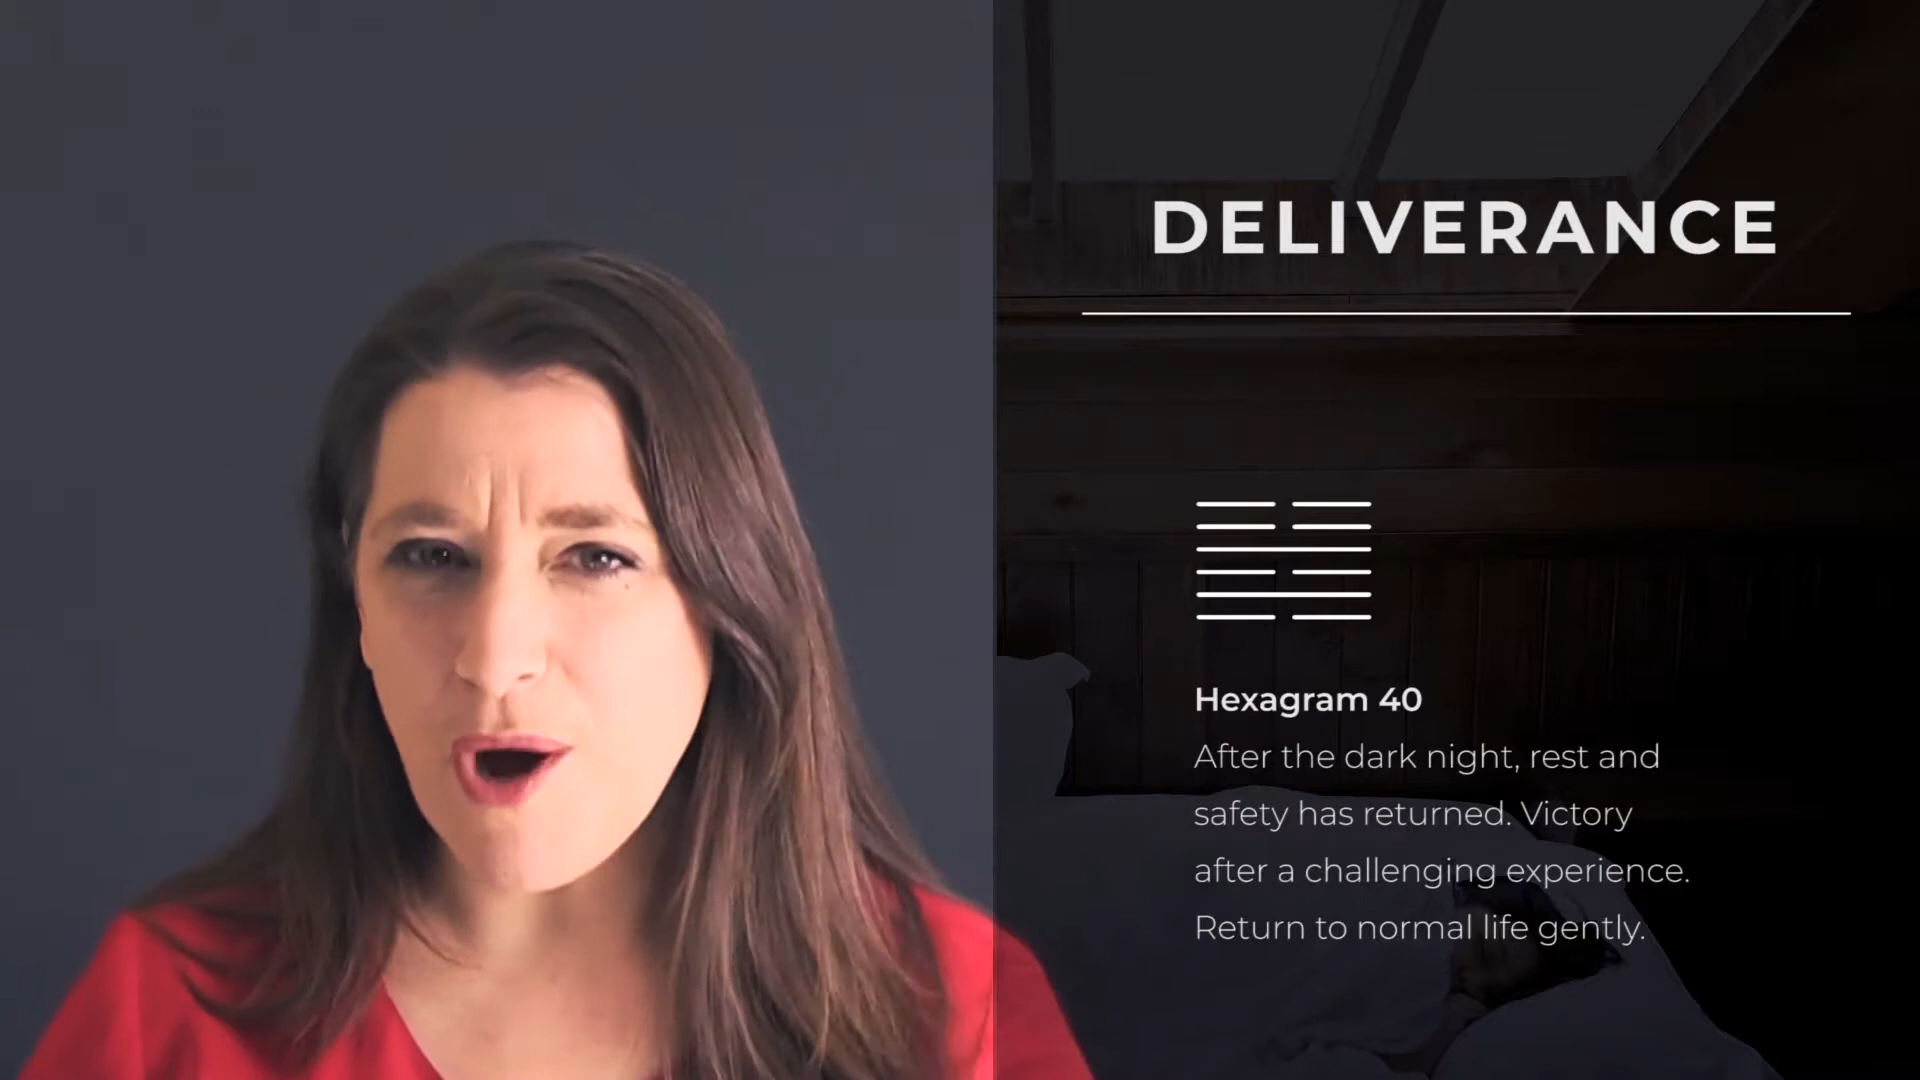 DELIVERANCE
Hexagram 40
After the dark night, rest and
safety has returned. Victory
after a challenging experience.
Return to normal life gently.